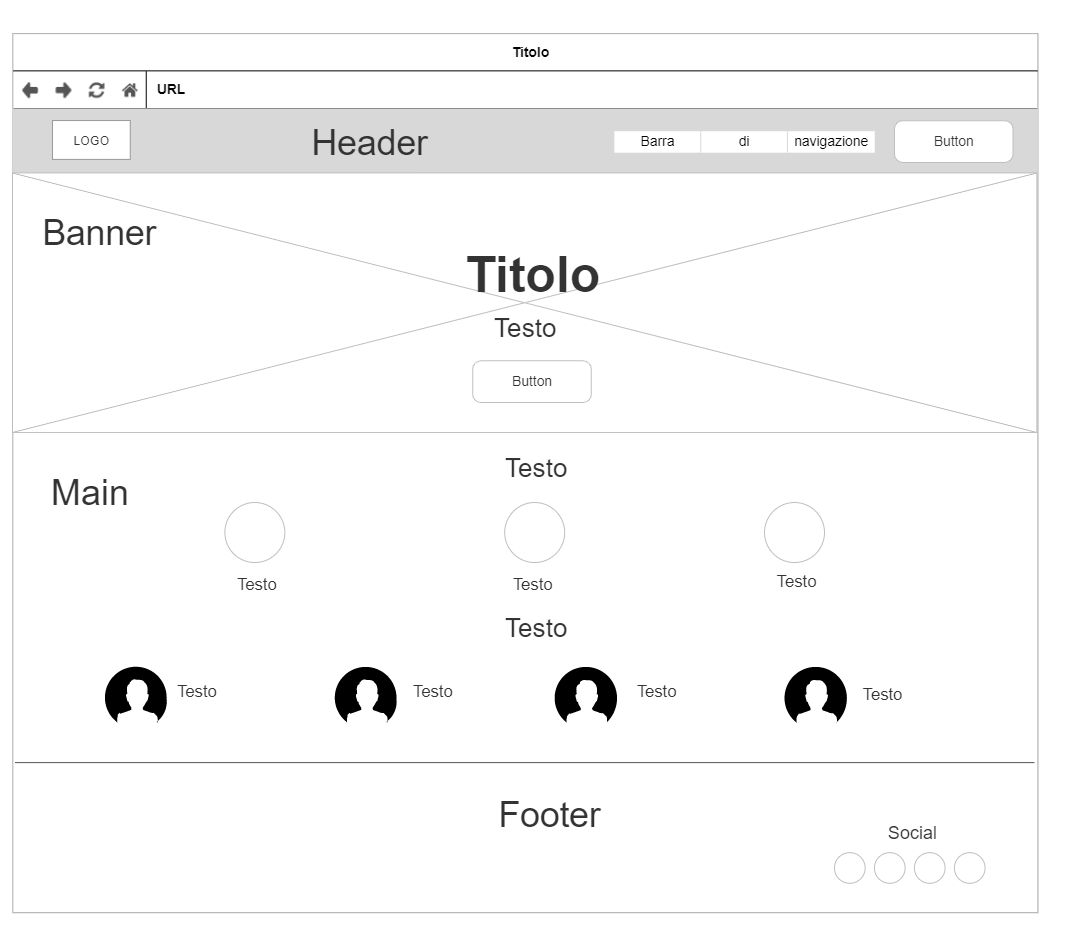 Titolo
URL
LOGO
Header
Barra di navigazione
Button
Banner
Titolo
Testo
Button
Testo
Main
Testo Testo Testo
Testo
Testo Testo Testo Testo
Footer
Social